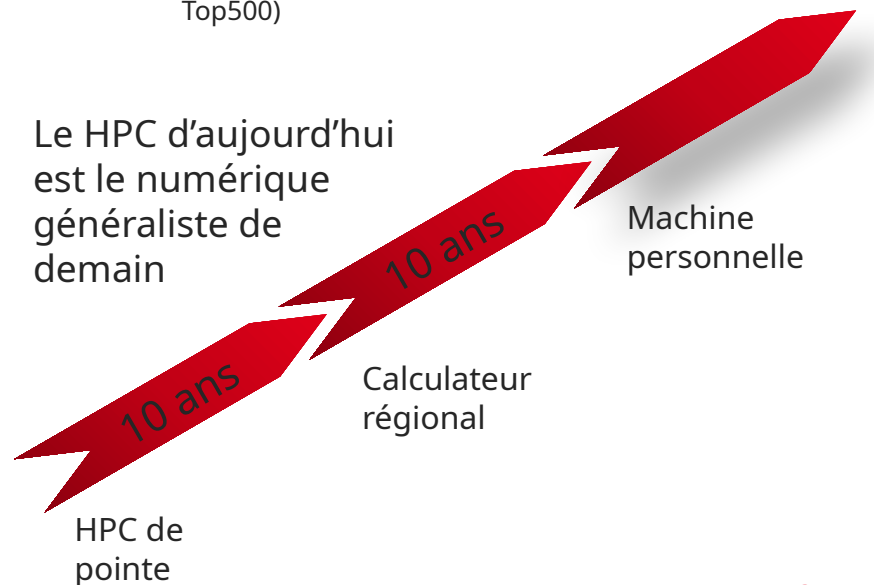 Top500)
Le HPC d’aujourd’hui
est le numérique
généraliste de
demain
10 ans
Machine
personnelle
10 ans
Calculateur
régional
HPC de
pointe